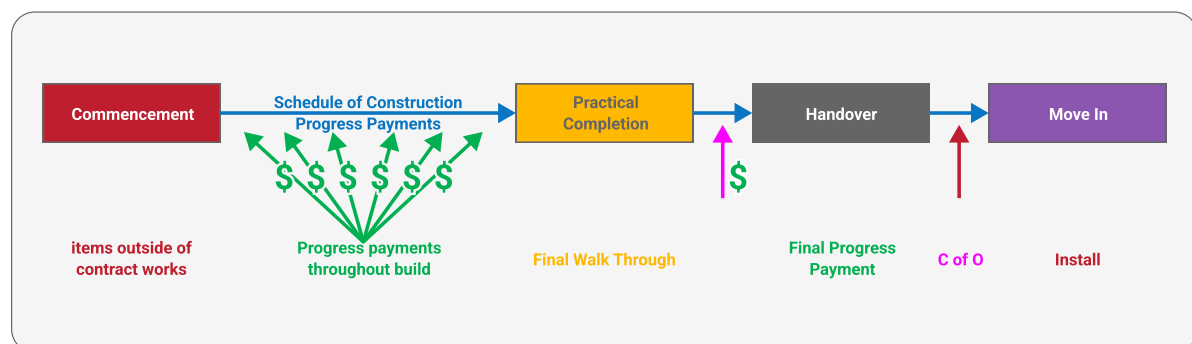 Commencement
Schedule of Construction
Progress Payments
Practical
Completion
Handover
Move In
$ $ $ $ $ $
$
items outside of
contract works
Progress payments
throughout build
Final Walk Through
Final Progress
Payment
C of O
Install